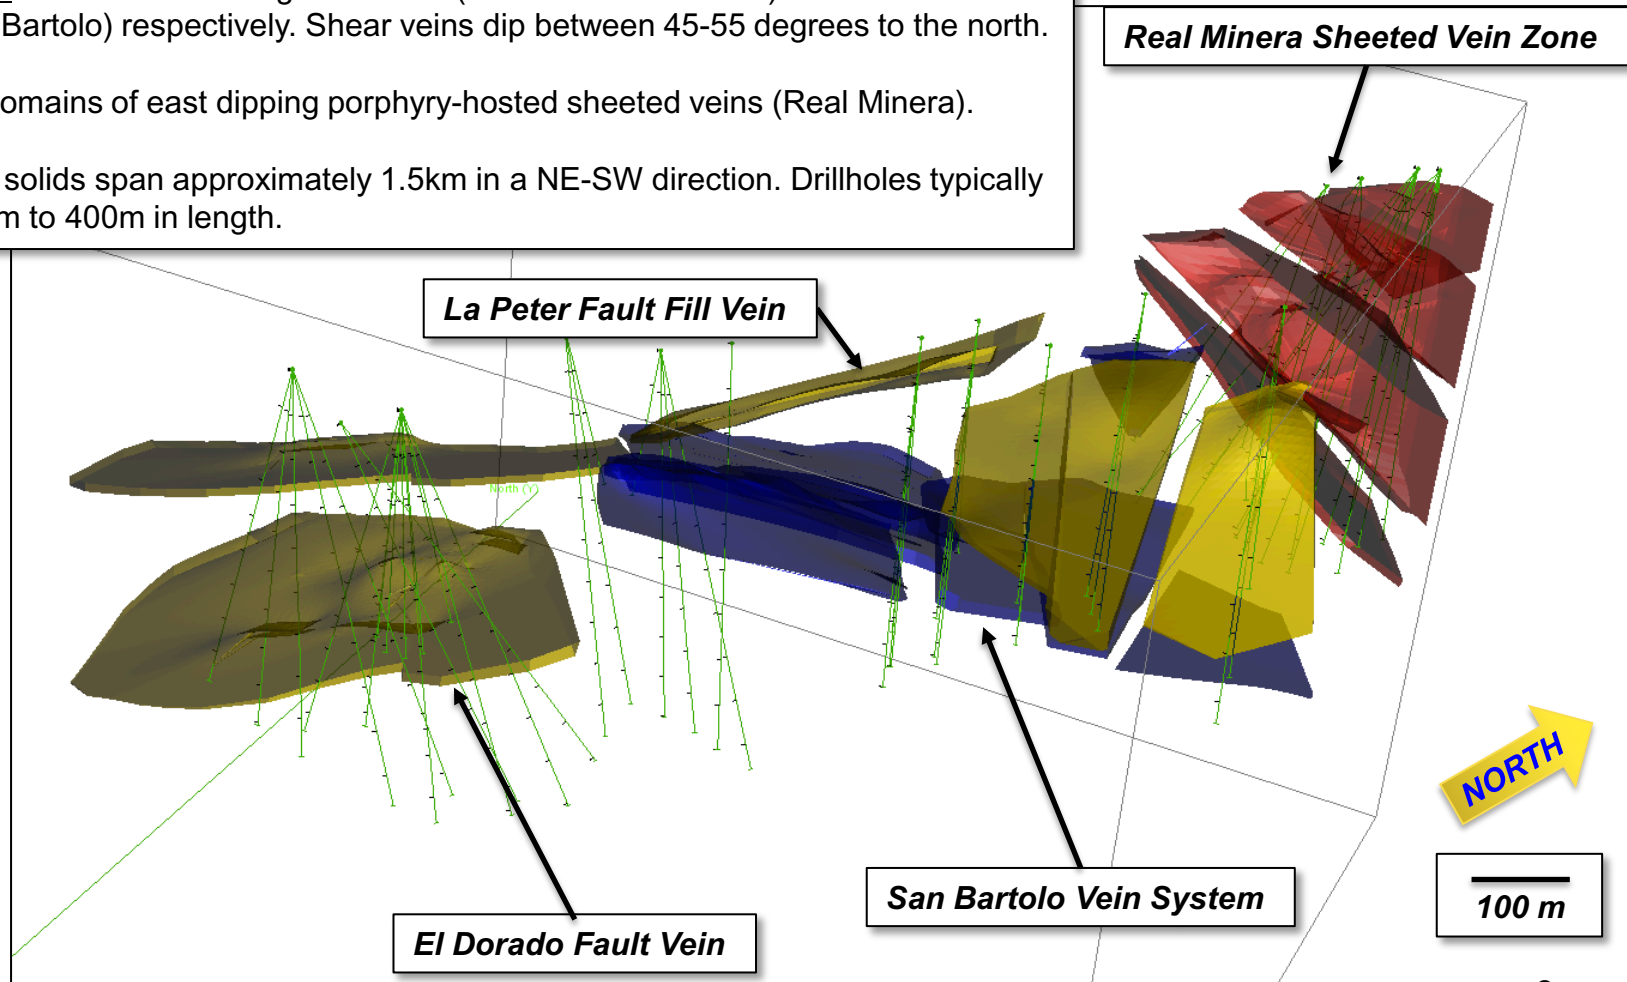 Bartolo) respectively. Shear veins dip between 45-55 degrees to the north.
omains of east dipping porphyry-hosted sheeted veins (Real Minera).
solids span approximately 1.5km in a NE-SW direction. Drillholes typically
m to 400m in length.
Real Minera Sheeted Vein Zone
La Peter Fault Fill Vein
North (Y)
San Bartolo Vein System
El Dorado Fault Vein
NORTH
100 m